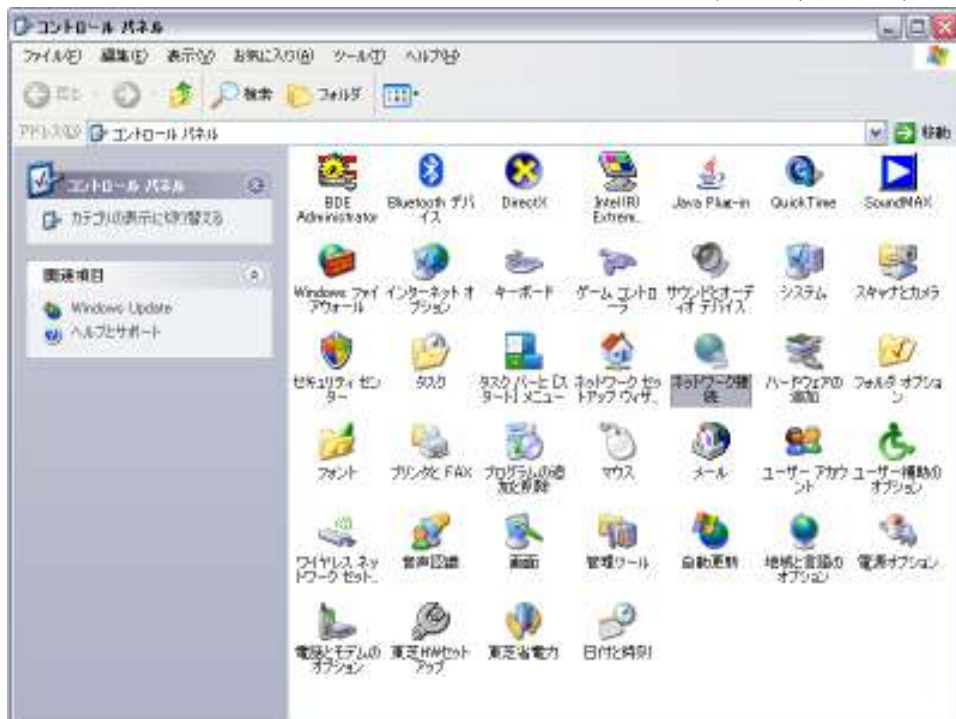 コントロール パネル
ファイル(F) 編集(E) 表示(V) お気に入り(A) ツール(T) ヘルプ(H)
戻る 検索 フォルダ
アドレス(D) コントロール パネル 移動
コントロール パネル
カテゴリの表示に切り替える
関連項目
Windows Update
ヘルプとサポート
BDE
Administrator
Bluetooth デバ
イス
DirectX
Intel(R)
Extrem...
Java Plug-in
QuickTime
SoundMAX
Windows ファイ
アウォール
インターネット オ
プション
キーボード
ゲーム コントロ
ーラ
サウンドとオーデ
ィオ デバイス
システム
スキャナとカメラ
セキュリティ セン
ター
タスク
タスク バーと [ス
タート] メニュー
ネットワーク セッ
トアップ ウィザ...
ネットワーク接
続
ハードウェアの
追加
フォルダ オプショ
ン
フォント
プリンタと FAX
プログラムの追
加と削除
マウス
メール
ユーザー アカウ
ント
ユーザー補助の
オプション
ワイヤレス ネッ
トワーク セット...
音声認識
画面
管理ツール
自動更新
地域と言語の
オプション
電源オプション
電話とモデムの
オプション
東芝HWセット
アップ
東芝省電力
日付と時刻